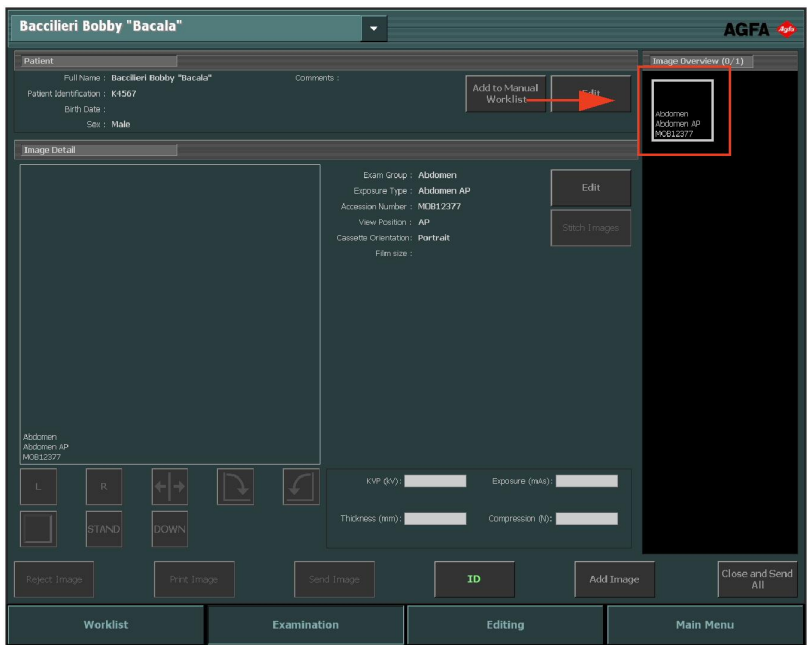 Baccilieri Bobby "Bacala"
AGFA
Agfa
Patient
Full Name : Baccilieri Bobby "Bacala"
Comments :
Patient Identification : K4567
Birth Date :
Sex : Male
Add to Manual
Worklist
Edit
Image Overview (0/1)
Abdomen
Abdomen AP
MOB12377
Image Detail
Exam Group : Abdomen
Exposure Type : Abdomen AP
Accession Number : MOB12377
View Position : AP
Cassette Orientation: Portrait
Film size :
Edit
Stitch Images
Abdomen
Abdomen AP
MOB12377
L
R
STAND
DOWN
KVP (kV):
Exposure (mAs):
Thickness (mm):
Compression (N):
Reject Image
Print Image
Send Image
ID
Add Image
Close and Send
All
Worklist
Examination
Editing
Main Menu